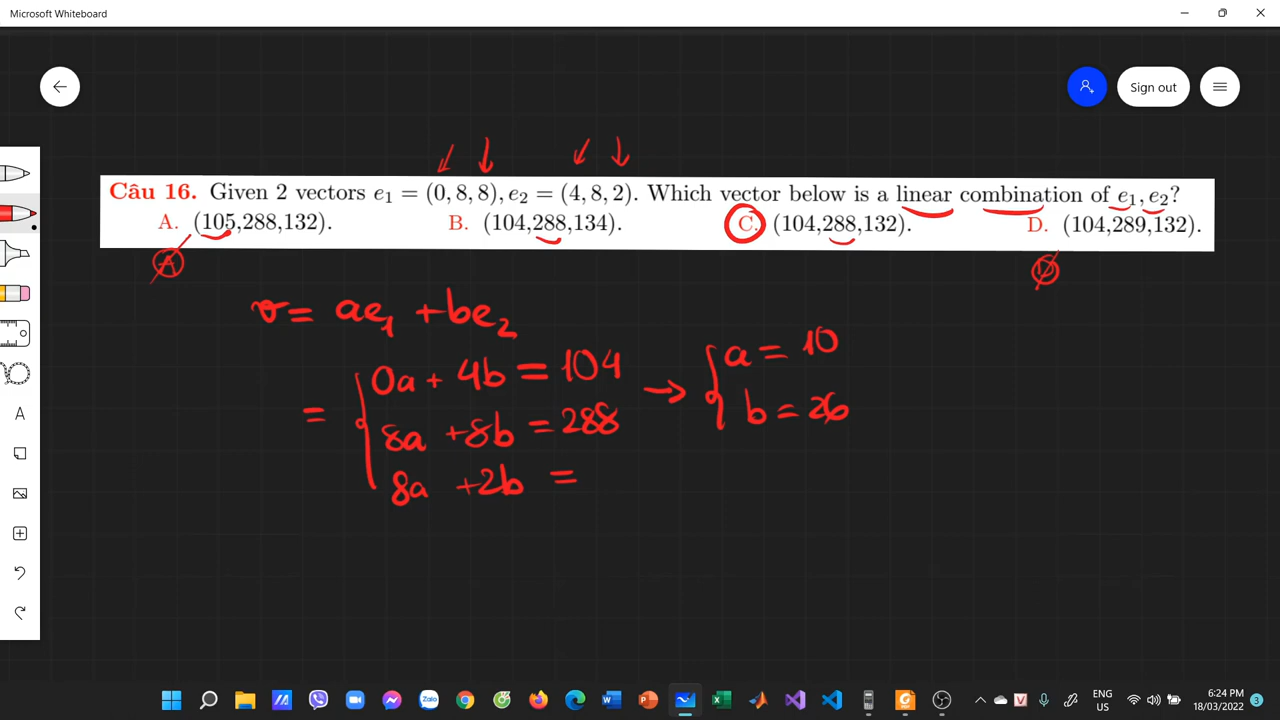 Microsoft Whiteboard
Sign out
Câu 16. Given 2 vectors e₁ = (0, 8, 8), e₂ = (4, 8, 2). Which vector below is a linear combination of e₁, e₂?
A. (105,288,132). B. (104,288,134). C. (104,288,132). D. (104,289,132).
A D
v = ae₁ + be₂
= { 0a + 4b = 104 → { a = 10
8a + 8b = 288 b = 26
8a + 2b =
A
Zalo
V
ENG
US
6:24 PM
18/03/2022
3